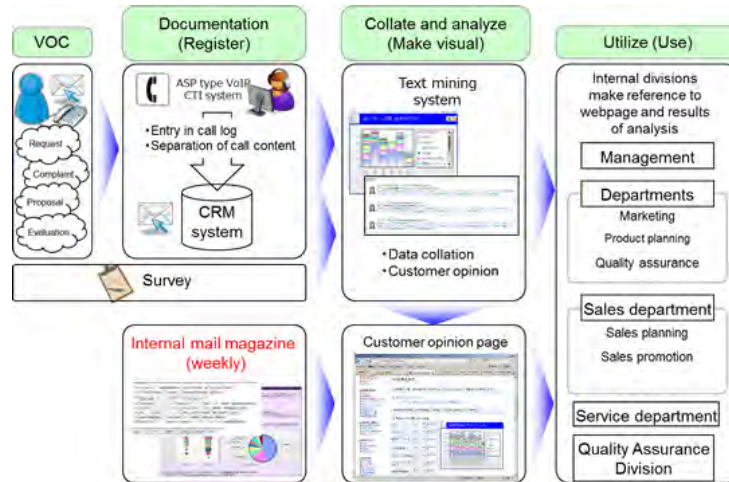 VOC
Documentation
(Register)
Collate and analyze
(Make visual)
Utilize (Use)
Request
Complaint
Proposal
Evaluation
ASP type VoIP
CTI system
•Entry in call log
•Separation of call content
CRM
system
Survey
Text mining
system
•Data collation
•Customer opinion
Internal divisions
make reference to
webpage and results
of analysis
Management
Departments
Marketing
Product planning
Quality assurance
Sales department
Sales planning
Sales promotion
Service department
Quality Assurance
Division
Internal mail magazine
(weekly)
Customer opinion page